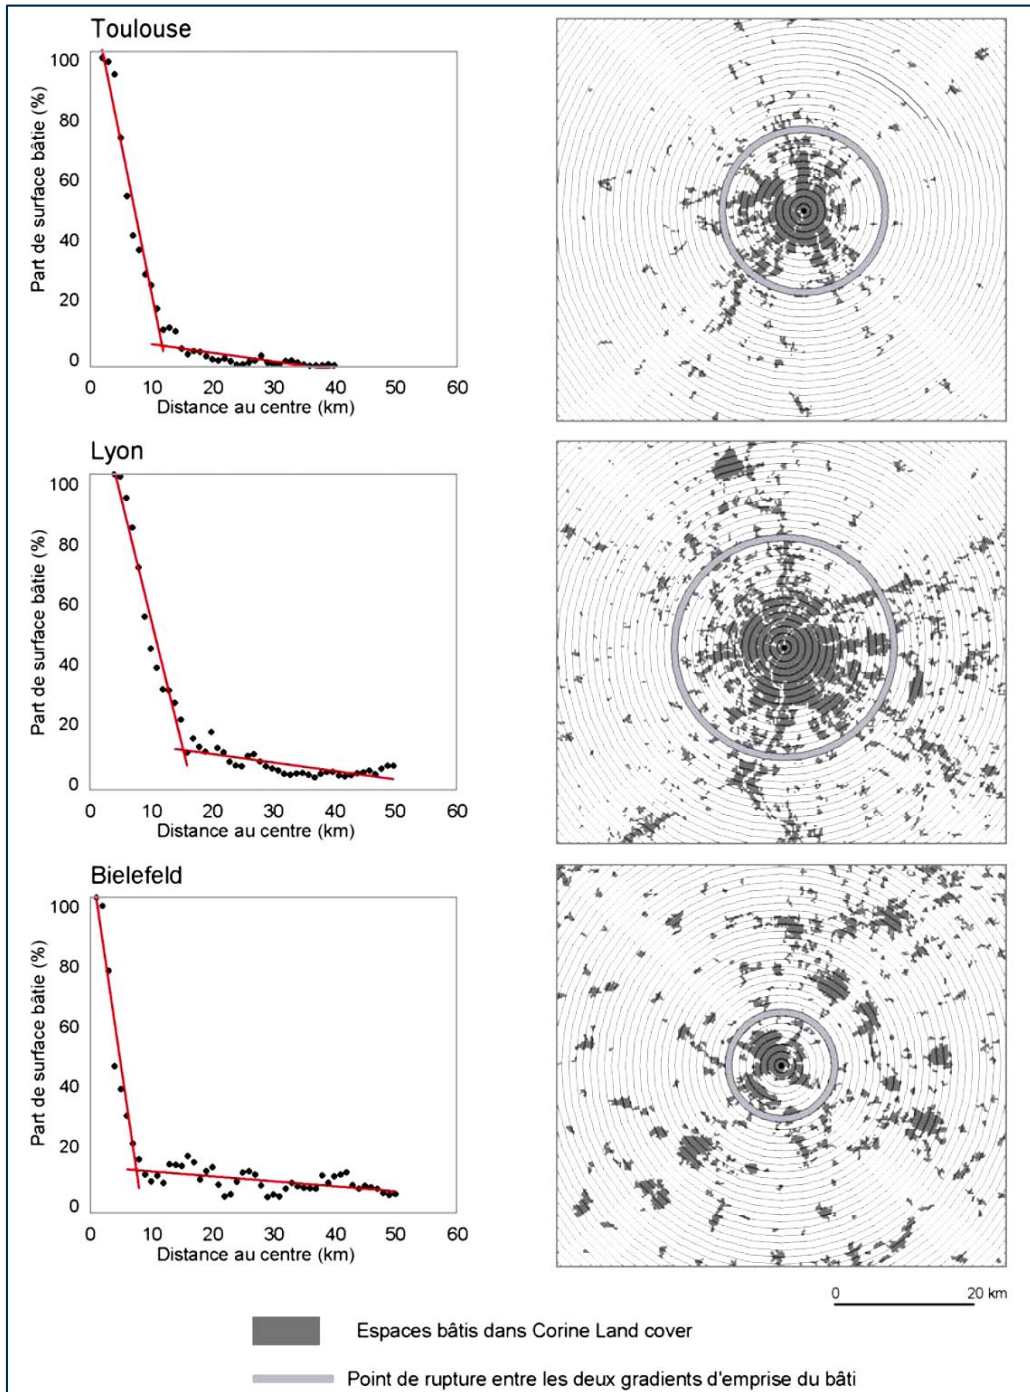 Toulouse
Part de surface bâtie (%)
100
80
60
40
20
0
0 10 20 30 40 50 60
Distance au centre (km)
Lyon
Part de surface bâtie (%)
100
80
60
40
20
0
0 10 20 30 40 50 60
Distance au centre (km)
Bielefeld
Part de surface bâtie (%)
100
80
60
40
20
0
0 10 20 30 40 50 60
Distance au centre (km)
0 20 km
Espaces bâtis dans Corine Land cover
Point de rupture entre les deux gradients d'emprise du bâti